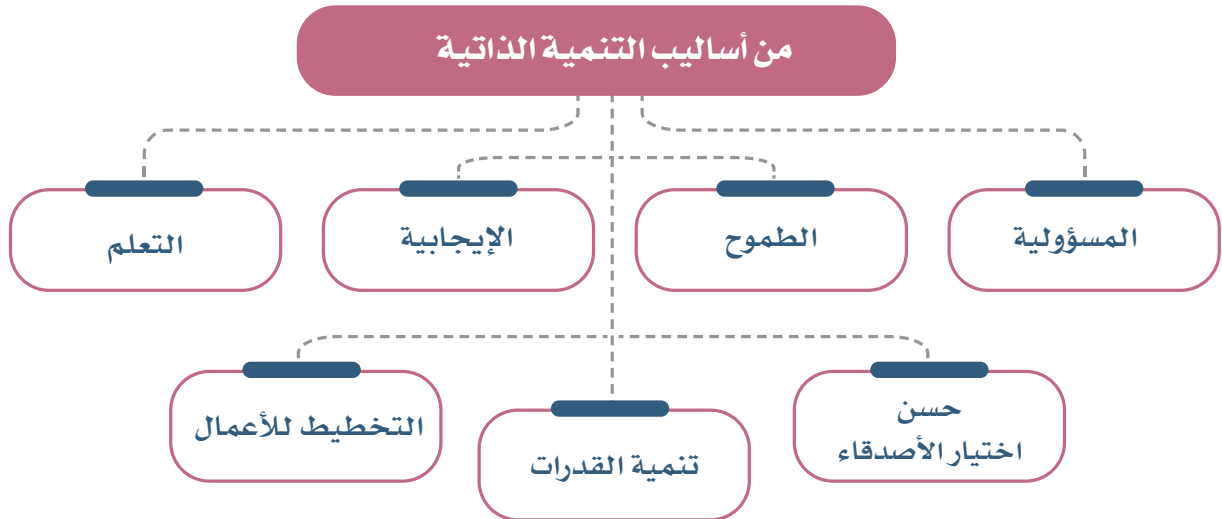 من أساليب التنمية الذاتية
المسؤولية
الطموح
الإيجابية
التعلم
حسن
اختيار الأصدقاء
تنمية القدرات
التخطيط للأعمال